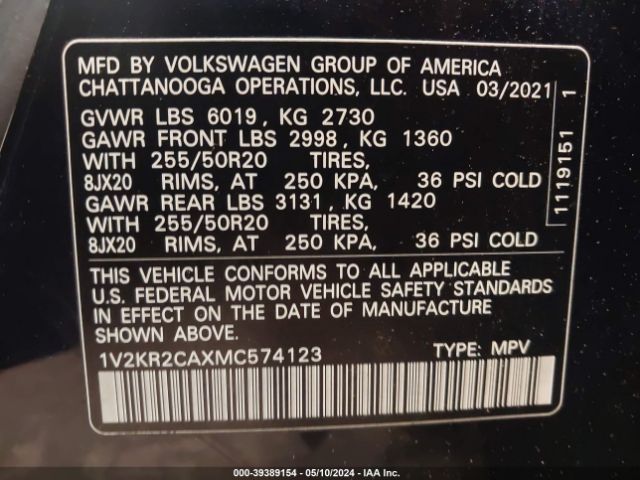 MFD BY VOLKSWAGEN GROUP OF AMERICA
CHATTANOOGA OPERATIONS, LLC. USA 03/2021
GVWR LBS 6019, KG 2730
GAWR FRONT LBS 2998, KG 1360
WITH 255/50R20 TIRES,
8JX20 RIMS, AT 250 KPA, 36 PSI COLD
GAWR REAR LBS 3131, KG 1420
WITH 255/50R20 TIRES,
8JX20 RIMS, AT 250 KPA, 36 PSI COLD
THIS VEHICLE CONFORMS TO ALL APPLICABLE
U.S. FEDERAL MOTOR VEHICLE SAFETY STANDARDS
IN EFFECT ON THE DATE OF MANUFACTURE
SHOWN ABOVE.
1V2KR2CAXMC574123 TYPE: MPV
1119151 1
000-39389154 - 05/10/2024 - IAA Inc.